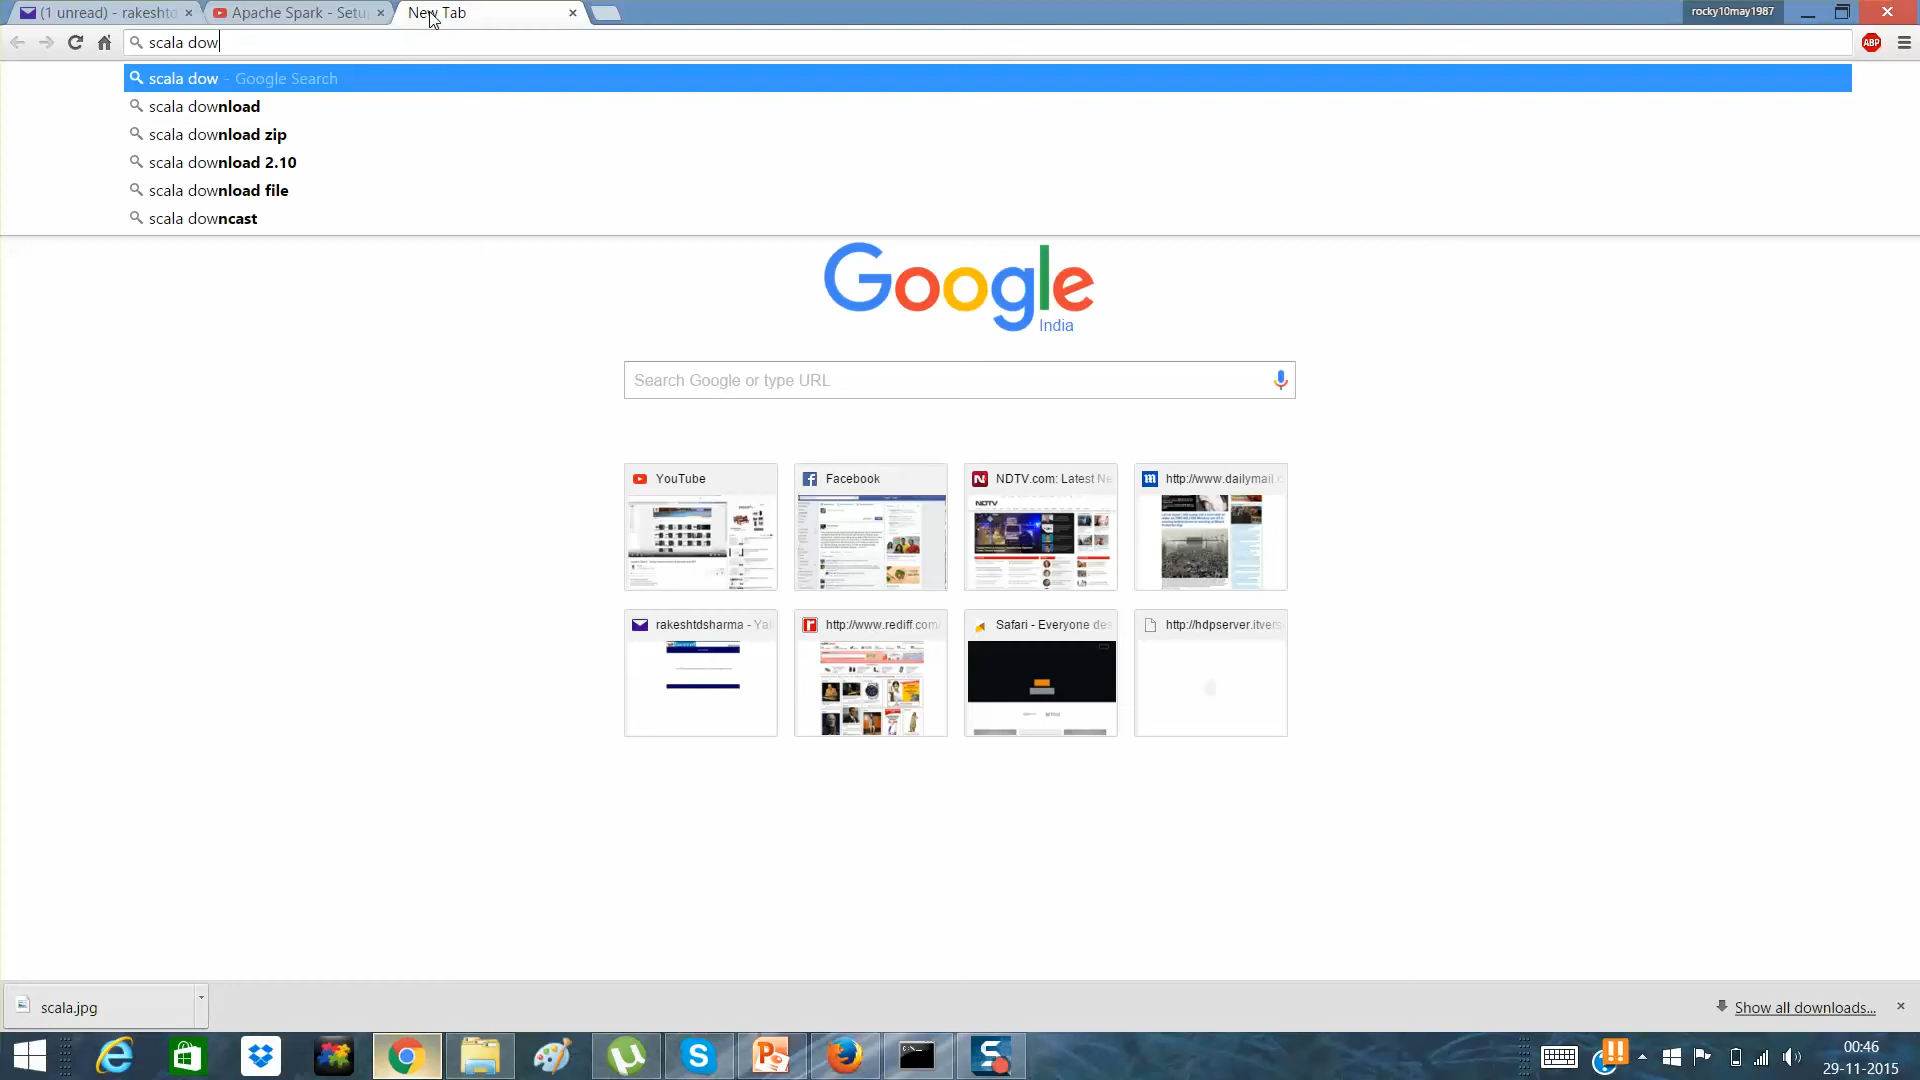 (1 unread) - rakeshtd
Apache Spark - Setu
New Tab
rocky10may1987
scala dow
ABP
scala dow - Google Search
scala download
scala download zip
scala download 2.10
scala download file
scala downcast
Google
India
Search Google or type URL
YouTube
Facebook
NDTV.com: Latest Ne
http://www.dailymail.c
NDTV
rakeshtdsharma - Ya
http://www.rediff.com/
Safari - Everyone des
http://hdpserver.itvers
scala.jpg
Show all downloads...
00:46
29-11-2015